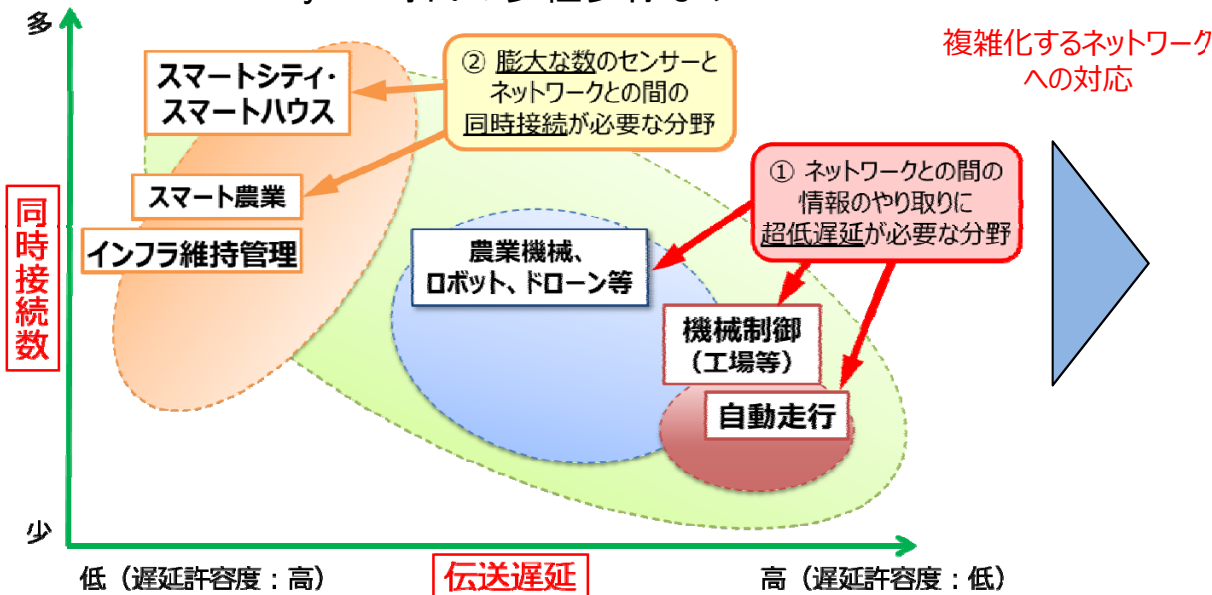 多
スマートシティ・
スマートハウス
② 膨大な数のセンサーと
ネットワークとの間の
同時接続が必要な分野
複雑化するネットワーク
への対応
① ネットワークとの間の
情報のやり取りに
超低遅延が必要な分野
スマート農業
インフラ維持管理
同時接続数
農業機械、
ロボット、ドローン等
機械制御
（工場等）
自動走行
少
低（遅延許容度：高）
伝送遅延
高（遅延許容度：低）